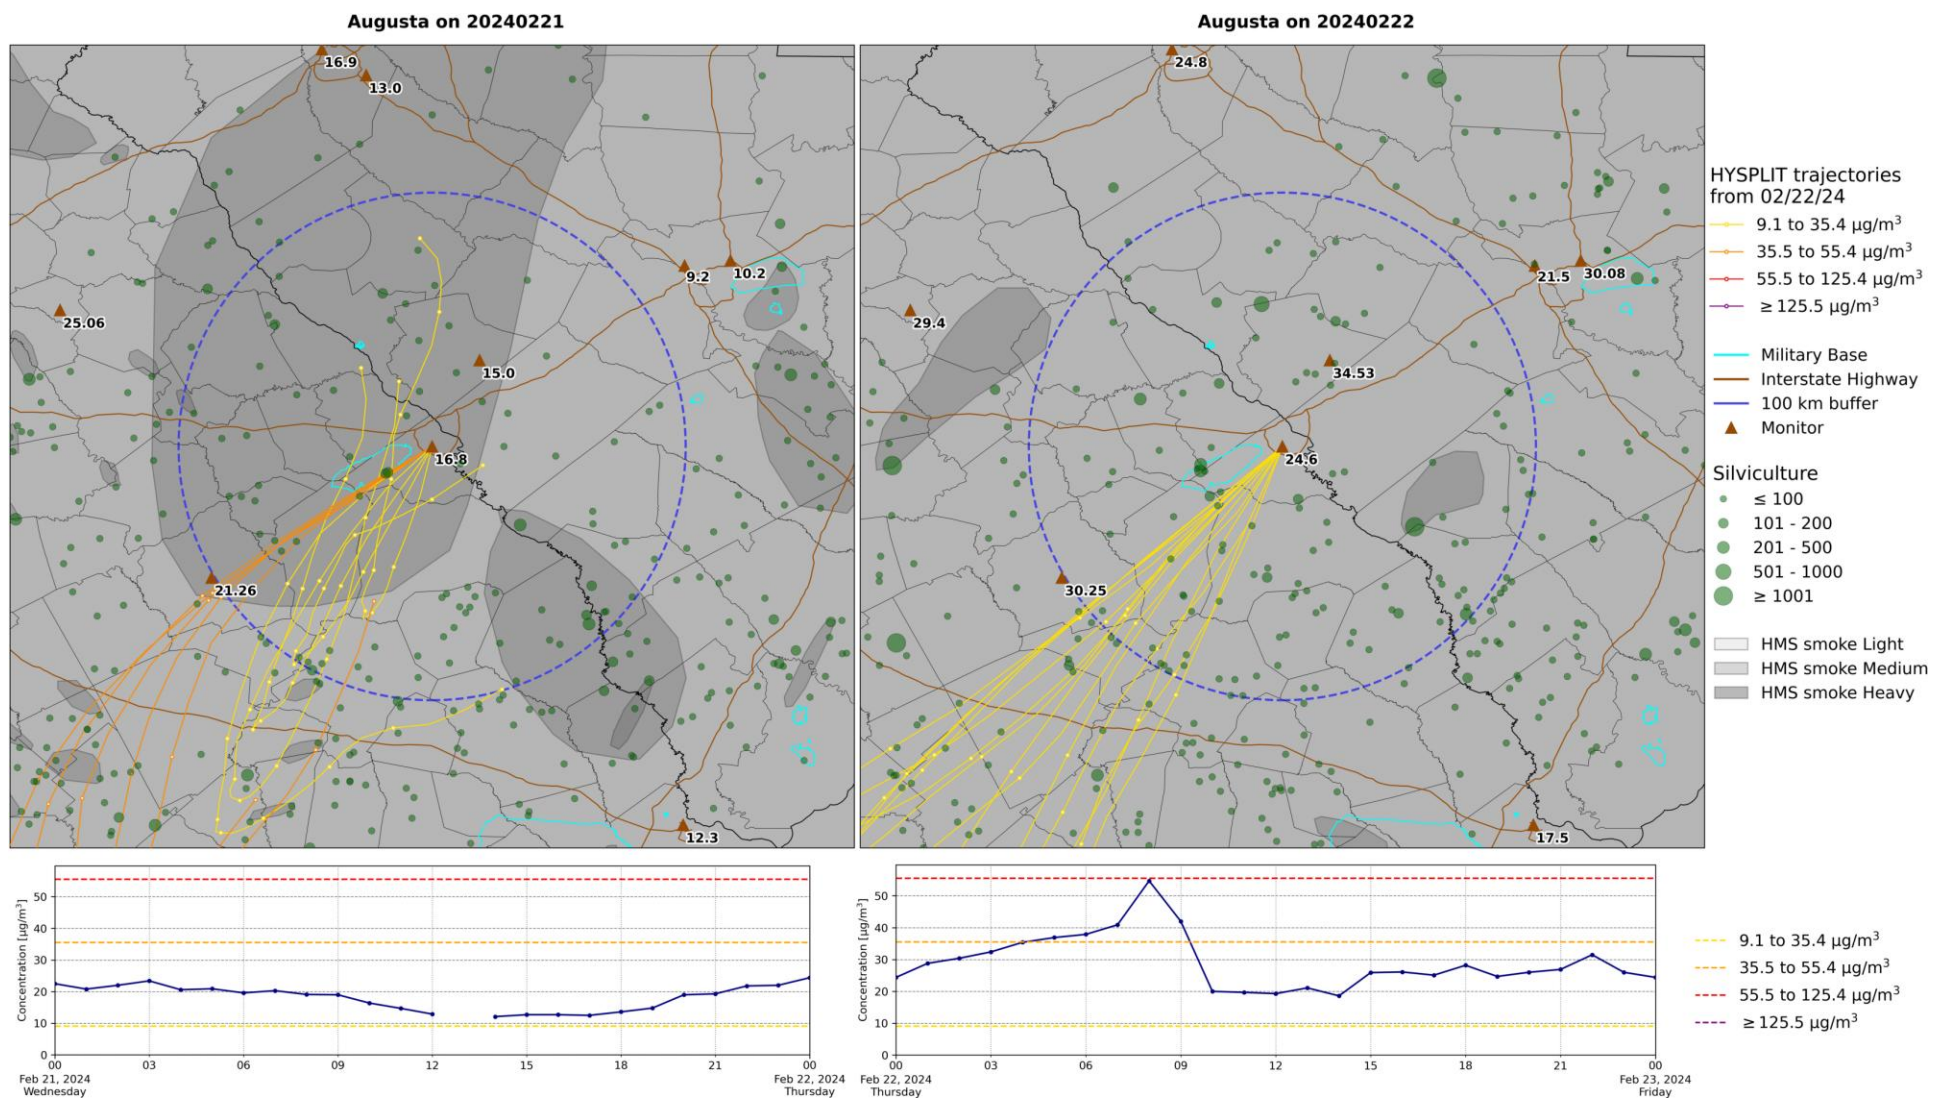 Augusta on 20240221
16.9
13.0
9.2
10.2
25.06
15.0
16.8
21.26
12.3
Augusta on 20240222
24.8
21.5
30.08
29.4
34.53
24.6
30.25
17.5
HYSPLIT trajectories
from 02/22/24
9.1 to 35.4 µg/m³
35.5 to 55.4 µg/m³
55.5 to 125.4 µg/m³
≥ 125.5 µg/m³
Military Base
Interstate Highway
100 km buffer
Monitor
Silviculture
≤ 100
101 - 200
201 - 500
501 - 1000
≥ 1001
HMS smoke Light
HMS smoke Medium
HMS smoke Heavy
Concentration [µg/m³]
50
40
30
20
10
0
00 03 06 09 12 15 18 21 00
Feb 21, 2024 Feb 22, 2024
Wednesday Thursday
Concentration [µg/m³]
50
40
30
20
10
0
00 03 06 09 12 15 18 21 00
Feb 22, 2024 Feb 23, 2024
Thursday Friday
9.1 to 35.4 µg/m³
35.5 to 55.4 µg/m³
55.5 to 125.4 µg/m³
≥ 125.5 µg/m³